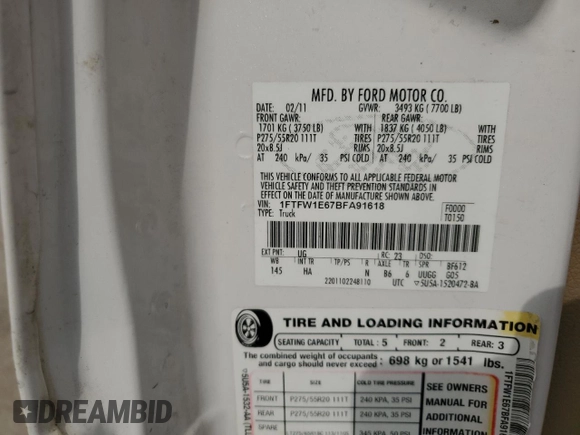 MFD. BY FORD MOTOR CO.
DATE: 02/11 GVWR: 3493 KG ( 7700 LB)
FRONT GAWR: REAR GAWR:
1701 KG ( 3750 LB) 1837 KG ( 4050 LB)
P275/55R20 111T TIRES P275/55R20 111T TIRES
20x8.5J RIMS 20x8.5J RIMS
AT 240 kPa/ 35 PSI COLD AT 240 kPa/ 35 PSI COLD
THIS VEHICLE CONFORMS TO ALL APPLICABLE FEDERAL MOTOR
VEHICLE SAFETY AND THEFT PREVENTION STANDARDS IN
EFFECT ON THE DATE OF MANUFACTURE SHOWN ABOVE.
VIN: 1FTFW1E67BFA91618 F0000
TYPE: Truck T0150
EXT PNT: UG RC: 23 DSO:
WB INT TR TP/PS R AXLE TR SPR BF612
145 HA N B6 6 UUGG G05
2201102248110 UTC ▽5U5A-1520472-BA
TIRE AND LOADING INFORMATION
SEATING CAPACITY TOTAL: 5 FRONT: 2 REAR: 3
The combined weight of occupants
and cargo should never exceed : 698 kg or 1541 lbs.
TIRE SIZE COLD TIRE PRESSURE
FRONT P275/55R20 111T 240 KPA, 35 PSI
REAR P275/55R20 111T 240 KPA, 35 PSI
SPARE
SEE OWNERS
MANUAL FOR
ADDITIONAL
INFORMATION
DREAMBID